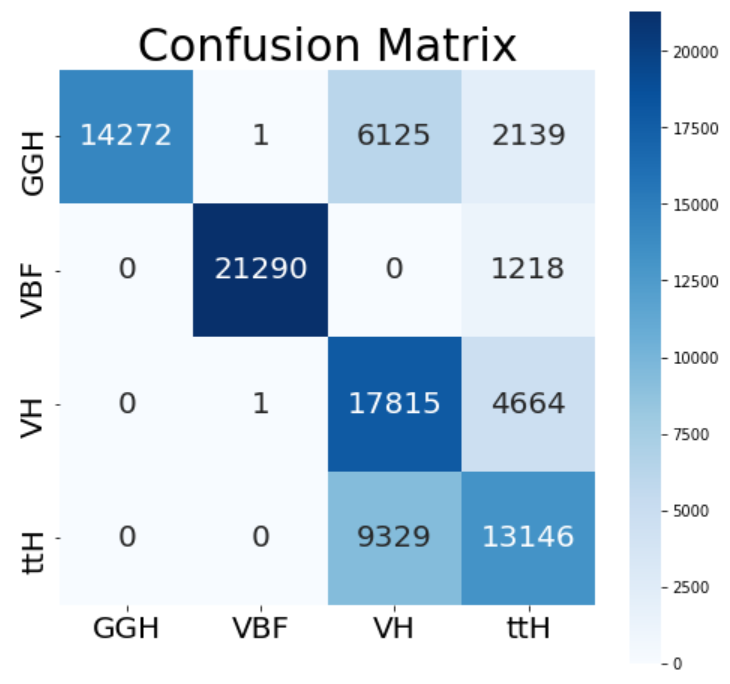 Confusion Matrix
GGH 14272 1 6125 2139
VBF 0 21290 0 1218
VH 0 1 17815 4664
ttH 0 0 9329 13146
GGH VBF VH ttH
20000
17500
15000
12500
10000
7500
5000
2500
0